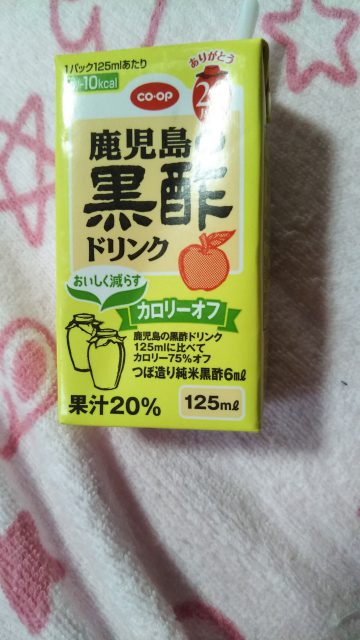 1パック125mlあたり
10kcal
ありがとう
2
CO・OP
鹿児島の
黒酢
ドリンク
おいしく減らす
カロリーオフ
鹿児島の黒酢ドリンク
125mlに比べて
カロリー75%オフ
つぼ造り純米黒酢6ml
果汁20%
125ml